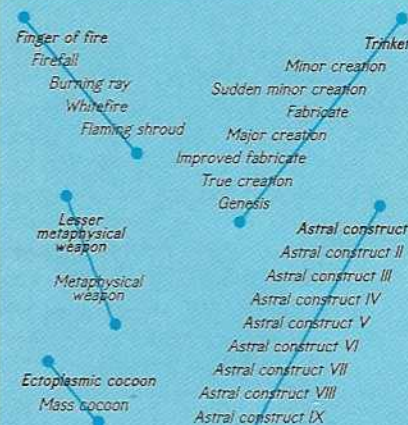 Finger of fire
Firefall
Burning ray
Whitefire
Flaming shroud
Lesser
metaphysical
weapon
Metaphysical
weapon
Ectoplasmic cocoon
Mass cocoon
Trinket
Minor creation
Sudden minor creation
Fabricate
Major creation
Improved fabricate
True creation
Genesis
Astral construct
Astral construct II
Astral construct III
Astral construct IV
Astral construct V
Astral construct VI
Astral construct VII
Astral construct VIII
Astral construct IX